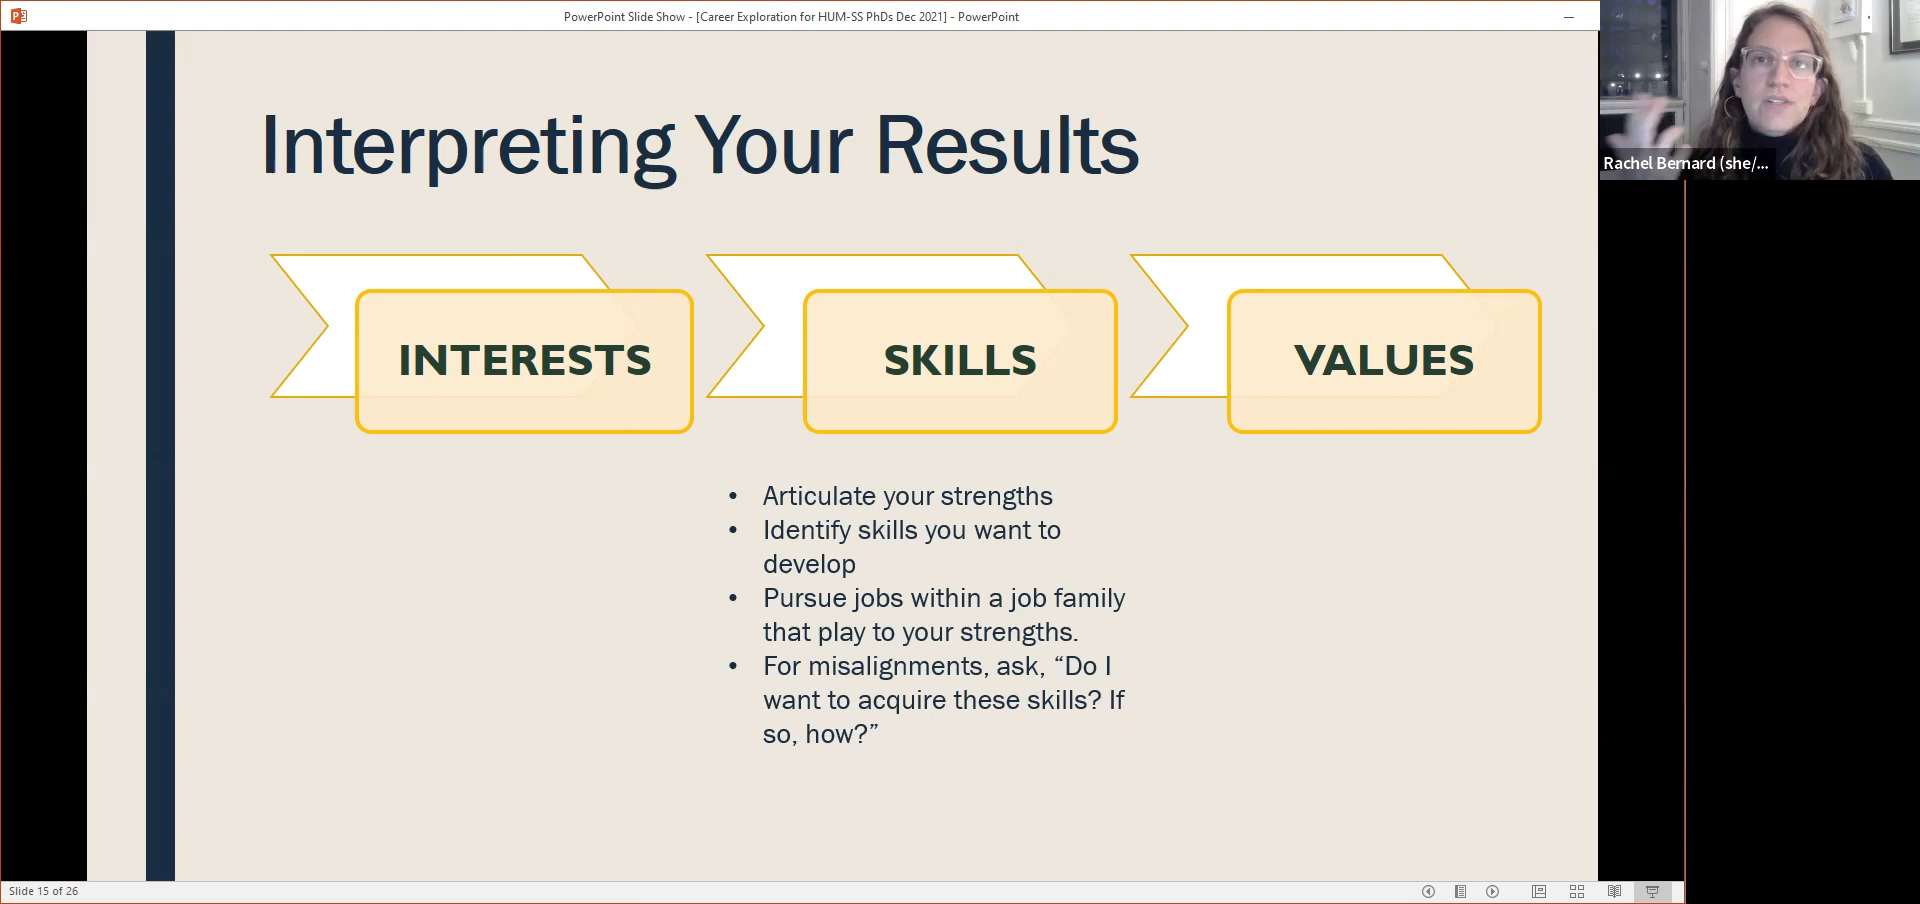 PowerPoint Slide Show - [Career Exploration for HUM-SS PhDs Dec 2021] - PowerPoint
Rachel Bernard (she/...
Interpreting Your Results
INTERESTS
SKILLS
VALUES
• Articulate your strengths
• Identify skills you want to
develop
• Pursue jobs within a job family
that play to your strengths.
• For misalignments, ask, “Do I
want to acquire these skills? If
so, how?”
Slide 15 of 26